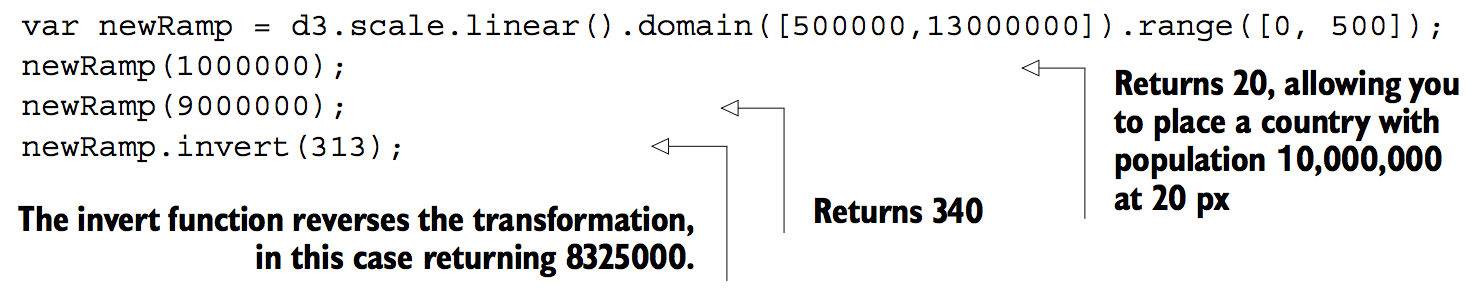 var newRamp = d3.scale.linear().domain([500000,13000000]).range([0, 500]);
newRamp(1000000);
newRamp(9000000);
newRamp.invert(313);
Returns 20, allowing you
to place a country with
population 10,000,000
at 20 px
Returns 340
The invert function reverses the transformation,
in this case returning 8325000.